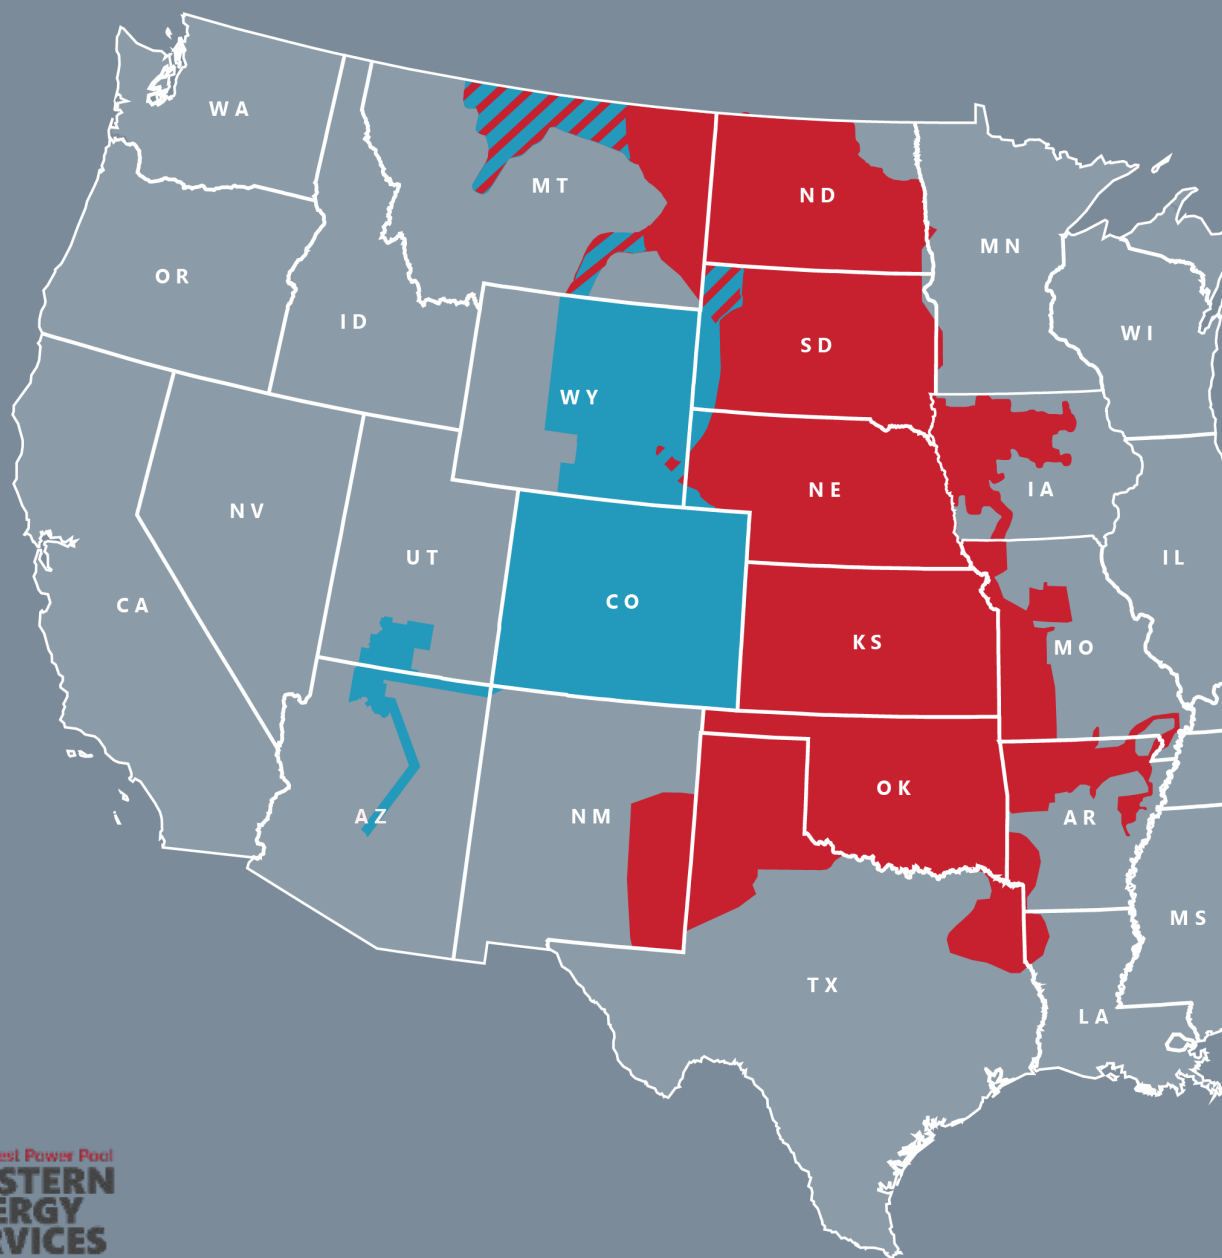 WA
MT
ND
MN
OR
ID
SD
WI
WY
NE
IA
NV
UT
CO
IL
CA
KS
MO
OK
AZ
NM
AR
MS
TX
LA
est Power Pool
STERN
ERGY
RVICES